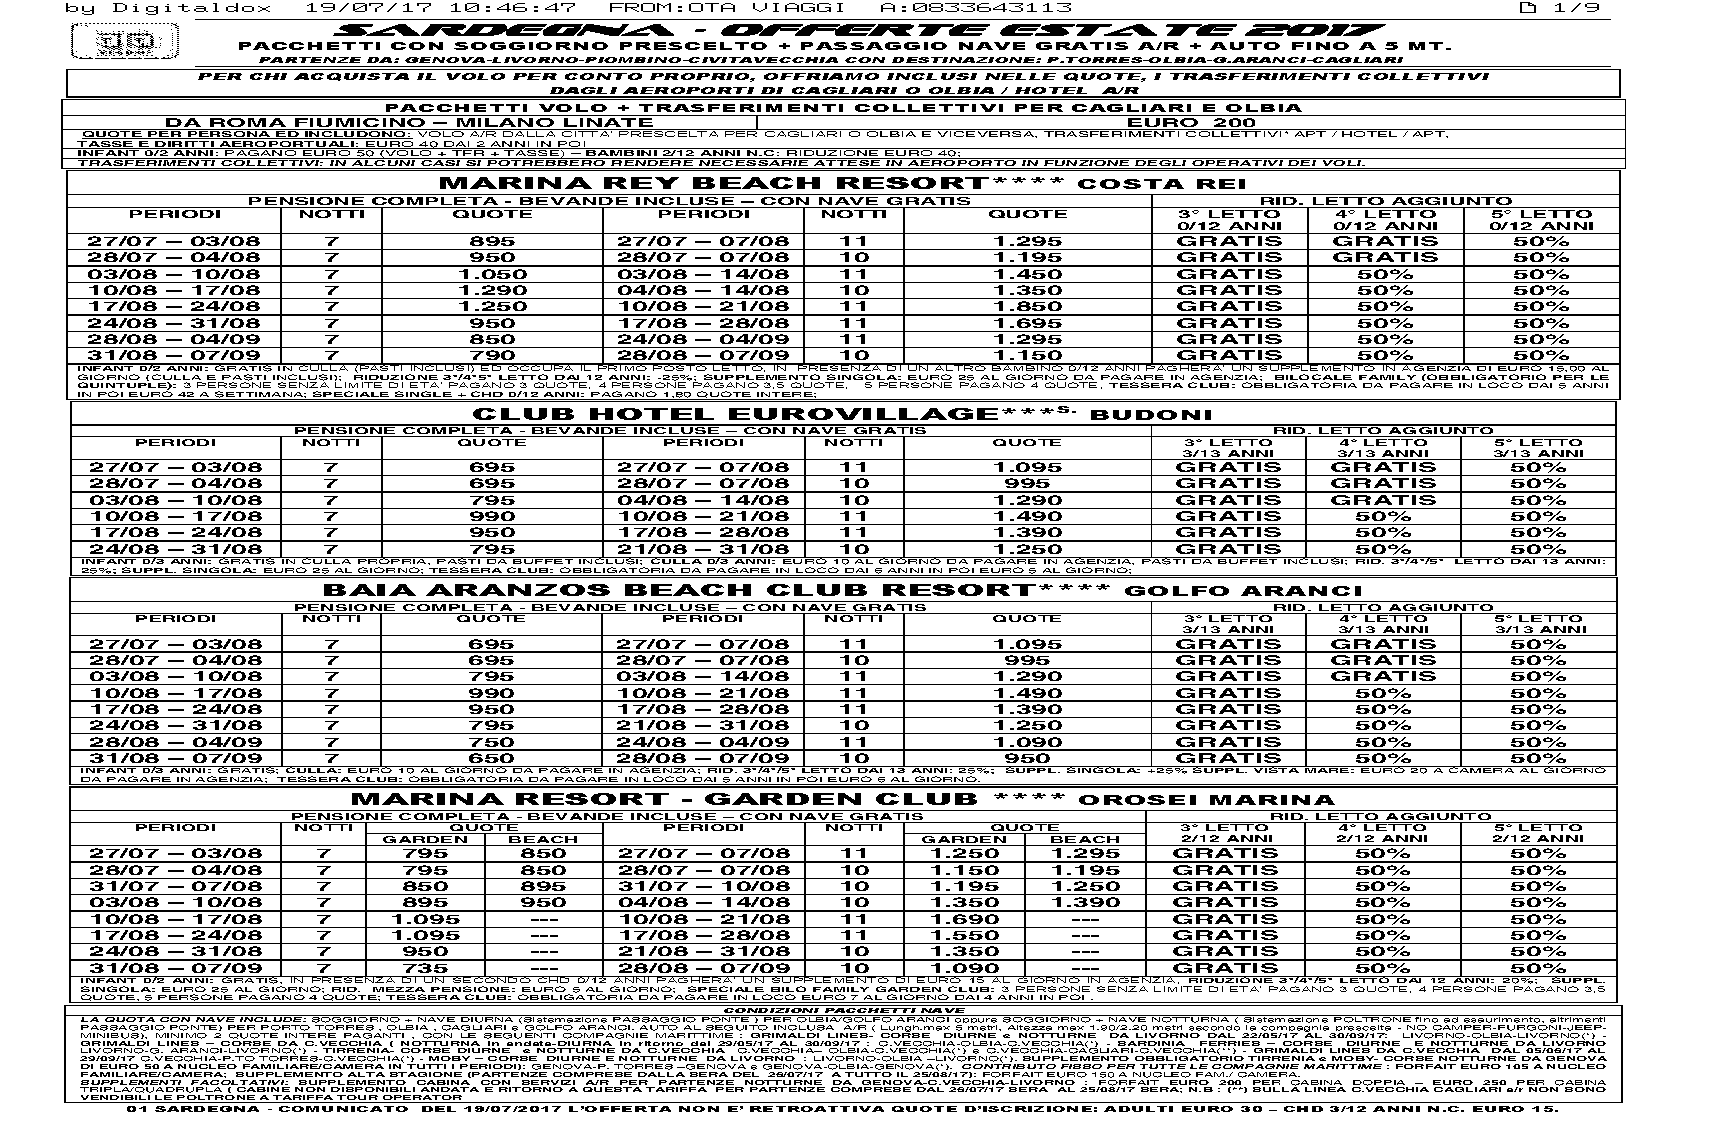 by Digitaldox 19/07/17 10:46:47 FROM:OTA VIAGGI A:0833643113 1/9
SARDEGNA - OFFERTE ESTATE 2017
PACCHETTI CON SOGGIORNO PRESCELTO + PASSAGGIO NAVE GRATIS A/R + AUTO FINO A 5 MT.
PARTENZE DA: GENOVA-LIVORNO-PIOMBINO-CIVITAVECCHIA CON DESTINAZIONE: P.TORRES-OLBIA-G.ARANCI-CAGLIARI
PER CHI ACQUISTA IL VOLO PER CONTO PROPRIO, OFFRIAMO INCLUSI NELLE QUOTE, I TRASFERIMENTI COLLETTIVI
DAGLI AEROPORTI DI CAGLIARI O OLBIA / HOTEL A/R
PACCHETTI VOLO + TRASFERIMENTI COLLETTIVI PER CAGLIARI E OLBIA
DA ROMA FIUMICINO – MILANO LINATE EURO 200
QUOTE PER PERSONA ED INCLUDONO: VOLO A/R DALLA CITTA' PRESCELTA PER CAGLIARI O OLBIA E VICEVERSA, TRASFERIMENTI COLLETTIVI* APT / HOTEL / APT,
TASSE E DIRITTI AEROPORTUALI: EURO 40 DAI 2 ANNI IN POI
INFANT 0/2 ANNI: PAGANO EURO 50 (VOLO + TFR + TASSE) – BAMBINI 2/12 ANNI N.C: RIDUZIONE EURO 40;
TRASFERIMENTI COLLETTIVI: IN ALCUNI CASI SI POTREBBERO RENDERE NECESSARIE ATTESE IN AEROPORTO IN FUNZIONE DEGLI OPERATIVI DEI VOLI.
MARINA REY BEACH RESORT**** COSTA REI
PENSIONE COMPLETA - BEVANDE INCLUSE – CON NAVE GRATIS RID. LETTO AGGIUNTO
PERIODI NOTTI QUOTE PERIODI NOTTI QUOTE 3° LETTO 4° LETTO 5° LETTO
0/12 ANNI 0/12 ANNI 0/12 ANNI
27/07 – 03/08 7 895 27/07 – 07/08 11 1.295 GRATIS GRATIS 50%
28/07 – 04/08 7 950 28/07 – 07/08 10 1.195 GRATIS GRATIS 50%
03/08 – 10/08 7 1.050 03/08 – 14/08 11 1.450 GRATIS 50% 50%
10/08 – 17/08 7 1.290 04/08 – 14/08 10 1.350 GRATIS 50% 50%
17/08 – 24/08 7 1.250 10/08 – 21/08 11 1.850 GRATIS 50% 50%
24/08 – 31/08 7 950 17/08 – 28/08 11 1.695 GRATIS 50% 50%
28/08 – 04/09 7 850 24/08 – 04/09 11 1.295 GRATIS 50% 50%
31/08 – 07/09 7 790 28/08 – 07/09 10 1.150 GRATIS 50% 50%
INFANT 0/2 ANNI: GRATIS IN CULLA (PASTI INCLUSI) ED OCCUPA IL PRIMO POSTO LETTO, IN PRESENZA DI UN ALTRO BAMBINO 0/12 ANNI PAGHERA' UN SUPPLEMENTO IN AGENZIA DI EURO 15,00 AL
GIORNO (CULLA E PASTI INCLUSI); RIDUZIONE 3°/4°/5° LETTO DAI 12 ANNI: -25%; SUPPLEMENTO SINGOLA: EURO 25 AL GIORNO DA PAGARE IN AGENZIA; BILOCALE FAMILY (OBBLIGATORIO PER LE
QUINTUPLE): 3 PERSONE SENZA LIMITE DI ETA' PAGANO 3 QUOTE, 4 PERSONE PAGANO 3,5 QUOTE, 5 PERSONE PAGANO 4 QUOTE, TESSERA CLUB: OBBLIGATORIA DA PAGARE IN LOCO DAI 5 ANNI
IN POI EURO 42 A SETTIMANA; SPECIALE SINGLE + CHD 0/12 ANNI: PAGANO 1,80 QUOTE INTERE;
CLUB HOTEL EUROVILLAGE***S. BUDONI
PENSIONE COMPLETA - BEVANDE INCLUSE – CON NAVE GRATIS RID. LETTO AGGIUNTO
PERIODI NOTTI QUOTE PERIODI NOTTI QUOTE 3° LETTO 4° LETTO 5° LETTO
3/13 ANNI 3/13 ANNI 3/13 ANNI
27/07 – 03/08 7 695 27/07 – 07/08 11 1.095 GRATIS GRATIS 50%
28/07 – 04/08 7 695 28/07 – 07/08 10 995 GRATIS GRATIS 50%
03/08 – 10/08 7 795 04/08 – 14/08 10 1.290 GRATIS GRATIS 50%
10/08 – 17/08 7 990 10/08 – 21/08 11 1.490 GRATIS 50% 50%
17/08 – 24/08 7 950 17/08 – 28/08 11 1.390 GRATIS 50% 50%
24/08 – 31/08 7 795 21/08 – 31/08 10 1.250 GRATIS 50% 50%
INFANT 0/3 ANNI: GRATIS IN CULLA PROPRIA, PASTI DA BUFFET INCLUSI; CULLA 0/3 ANNI: EURO 10 AL GIORNO DA PAGARE IN AGENZIA, PASTI DA BUFFET INCLUSI; RID. 3°/4°/5° LETTO DAI 13 ANNI:
25%; SUPPL. SINGOLA: EURO 25 AL GIORNO; TESSERA CLUB: OBBLIGATORIA DA PAGARE IN LOCO DAI 5 ANNI IN POI EURO 5 AL GIORNO;
BAIA ARANZOS BEACH CLUB RESORT**** GOLFO ARANCI
PENSIONE COMPLETA - BEVANDE INCLUSE – CON NAVE GRATIS RID. LETTO AGGIUNTO
PERIODI NOTTI QUOTE PERIODI NOTTI QUOTE 3° LETTO 4° LETTO 5° LETTO
3/13 ANNI 3/13 ANNI 3/13 ANNI
27/07 – 03/08 7 695 27/07 – 07/08 11 1.095 GRATIS GRATIS 50%
28/07 – 04/08 7 695 28/07 – 07/08 10 995 GRATIS GRATIS 50%
03/08 – 10/08 7 795 03/08 – 14/08 11 1.290 GRATIS GRATIS 50%
10/08 – 17/08 7 990 10/08 – 21/08 11 1.490 GRATIS 50% 50%
17/08 – 24/08 7 950 17/08 – 28/08 11 1.390 GRATIS 50% 50%
24/08 – 31/08 7 795 21/08 – 31/08 10 1.250 GRATIS 50% 50%
28/08 – 04/09 7 750 24/08 – 04/09 11 1.090 GRATIS 50% 50%
31/08 – 07/09 7 650 28/08 – 07/09 10 950 GRATIS 50% 50%
INFANT 0/3 ANNI: GRATIS; CULLA: EURO 10 AL GIORNO DA PAGARE IN AGENZIA; RID. 3°/4°/5° LETTO DAI 13 ANNI: 25%; SUPPL. SINGOLA: +25% SUPPL. VISTA MARE: EURO 20 A CAMERA AL GIORNO
DA PAGARE IN AGENZIA; TESSERA CLUB: OBBLIGATORIA DA PAGARE IN LOCO DAI 5 ANNI IN POI EURO 6 AL GIORNO.
MARINA RESORT - GARDEN CLUB **** OROSEI MARINA
PENSIONE COMPLETA - BEVANDE INCLUSE – CON NAVE GRATIS RID. LETTO AGGIUNTO
PERIODI NOTTI QUOTE PERIODI NOTTI QUOTE 3° LETTO 4° LETTO 5° LETTO
GARDEN BEACH GARDEN BEACH 2/12 ANNI 2/12 ANNI 2/12 ANNI
27/07 – 03/08 7 795 850 27/07 – 07/08 11 1.250 1.295 GRATIS 50% 50%
28/07 – 04/08 7 795 850 28/07 – 07/08 10 1.150 1.195 GRATIS 50% 50%
31/07 – 07/08 7 850 895 31/07 – 10/08 10 1.195 1.250 GRATIS 50% 50%
03/08 – 10/08 7 895 950 04/08 – 14/08 10 1.350 1.390 GRATIS 50% 50%
10/08 – 17/08 7 1.095 --- 10/08 – 21/08 11 1.690 --- GRATIS 50% 50%
17/08 – 24/08 7 1.095 --- 17/08 – 28/08 11 1.550 --- GRATIS 50% 50%
24/08 – 31/08 7 950 --- 21/08 – 31/08 10 1.350 --- GRATIS 50% 50%
31/08 – 07/09 7 735 --- 28/08 – 07/09 10 1.090 --- GRATIS 50% 50%
INFANT 0/2 ANNI: GRATIS, IN PRESENZA DI UN SECONDO CHD 0/12 ANNI PAGHERA' UN SUPPLEMENTO DI EURO 15 AL GIORNO IN AGENZIA, RIDUZIONE 3°/4°/5° LETTO DAI 12 ANNI: 20%; SUPPL.
SINGOLA: EURO 25 AL GIORNO; RID. MEZZA PENSIONE: EURO 5 AL GIORNO; SPECIALE BILO FAMILY GARDEN CLUB: 3 PERSONE SENZA LIMITE DI ETA' PAGANO 3 QUOTE, 4 PERSONE PAGANO 3,5
QUOTE, 5 PERSONE PAGANO 4 QUOTE; TESSERA CLUB: OBBLIGATORIA DA PAGARE IN LOCO EURO 7 AL GIORNO DAI 4 ANNI IN POI .
CONDIZIONI PACCHETTI NAVE
LA QUOTA CON NAVE INCLUDE: SOGGIORNO + NAVE DIURNA (Sistemazione PASSAGGIO PONTE ) PER OLBIA/GOLFO ARANCI oppure SOGGIORNO + NAVE NOTTURNA ( Sistemazione POLTRONE fino ad esaurimento, altrimenti
PASSAGGIO PONTE) PER PORTO TORRES , OLBIA , CAGLIARI e GOLFO ARANCI. AUTO AL SEGUITO INCLUSA A/R ( Lungh.max 5 metri, Altezza max 1.90/2.20 metri secondo le compagnie prescelte - NO CAMPER-FURGONI-JEEP-
MINIBUS), MINIMO 2 QUOTE INTERE PAGANTI , CON LE SEGUENTI COMPAGNIE MARITTIME : GRIMALDI LINES- CORBE DIURNE e NOTTURNE DA LIVORNO DAL 22/05/17 AL 30/09/17: LIVORNO-OLBIA-LIVORNO(*) -
GRIMALDI LINES – CORBE DA C.VECCHIA ( NOTTURNA in andata-DIURNA in ritorno dal 29/05/17 AL 30/09/17 : C.VECCHIA-OLBIA-C.VECCHIA(*) - SARDINIA FERRIES – CORBE DIURNE E NOTTURNE DA LIVORNO
LIVORNO-G. ARANCI-LIVORNO(*) - TIRRENIA- CORBE DIURNE e NOTTURNE DA C.VECCHIA C.VECCHIA– OLBIA-C.VECCHIA(*) e C.VECCHIA-CAGLIARI-C.VECCHIA(**) - GRIMALDI LINES DA C.VECCHIA DAL 05/06/17 AL
29/09/17 C.VECCHIA-P.TO TORRES-C.VECCHIA(*) - MOBY – CORBE DIURNE E NOTTURNE DA LIVORNO : LIVORNO-OLBIA –LIVORNO(*). SUPPLEMENTO OBBLIGATORIO TIRRENIA e MOBY- CORBE NOTTURNE DA GENOVA
DI EURO 50 A NUCLEO FAMILIARE/CAMERA IN TUTTI I PERIODI): GENOVA-P.TORRES–GENOVA e GENOVA-OLBIA-GENOVA(*). CONTRIBUTO FISSO PER TUTTE LE COMPAGNIE MARITTIME : FORFAIT EURO 105 A NUCLEO
FAMILIARE/CAMERA; SUPPLEMENTO ALTA STAGIONE (PARTENZE COMPRESE DALLA BERA DEL 26/07/17 A TUTTO IL 25/08/17): FORFAIT EURO 150 A NUCLEO FAM./ CAMERA.
SUPPLEMENTI FACOLTATIVI: SUPPLEMENTO CABINA CON SERVIZI A/R PER PARTENZE NOTTURNE DA GENOVA-C.VECCHIA-LIVORNO : FORFAIT EURO 200 PER CABINA DOPPIA – EURO 250 PER CABINA
TRIPLA/QUADRUPLA. CABINE NON DISPONIBILI ANDATA E RITORNO A QUESTA TARIFFA PER PARTENZE COMPRESE DAL 26/07/17 BERA AL 25/08/17 BERA; N.B : (**) BULLA LINEA C.VECCHIA CAGLIARI a/r NON SONO
VENDIBILI LE POLTRONE A TARIFFA TOUR OPERATOR
01 SARDEGNA - COMUNICATO DEL 19/07/2017 L'OFFERTA NON E' RETROATTIVA QUOTE D'ISCRIZIONE: ADULTI EURO 30 – CHD 3/12 ANNI N.C. EURO 15.